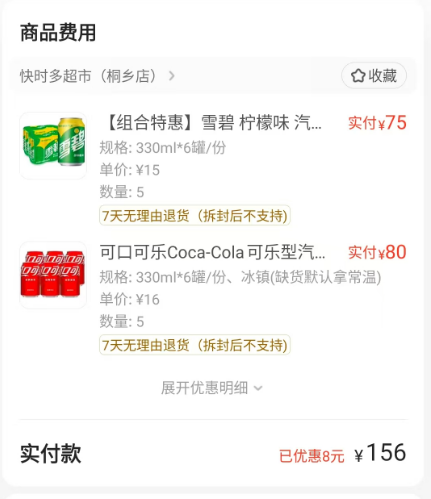 商品费用
快时多超市（桐乡店）
收藏
【组合特惠】雪碧 柠檬味 汽... 实付¥75
规格: 330ml*6罐/份
单价: ¥15
数量: 5
7天无理由退货（拆封后不支持)
可口可乐Coca-Cola 可乐型汽... 实付¥80
规格: 330ml*6罐/份、冰镇(缺货默认拿常温)
单价: ¥16
数量: 5
7天无理由退货（拆封后不支持)
展开优惠明细
实付款 已优惠8元 ¥156
雪碧